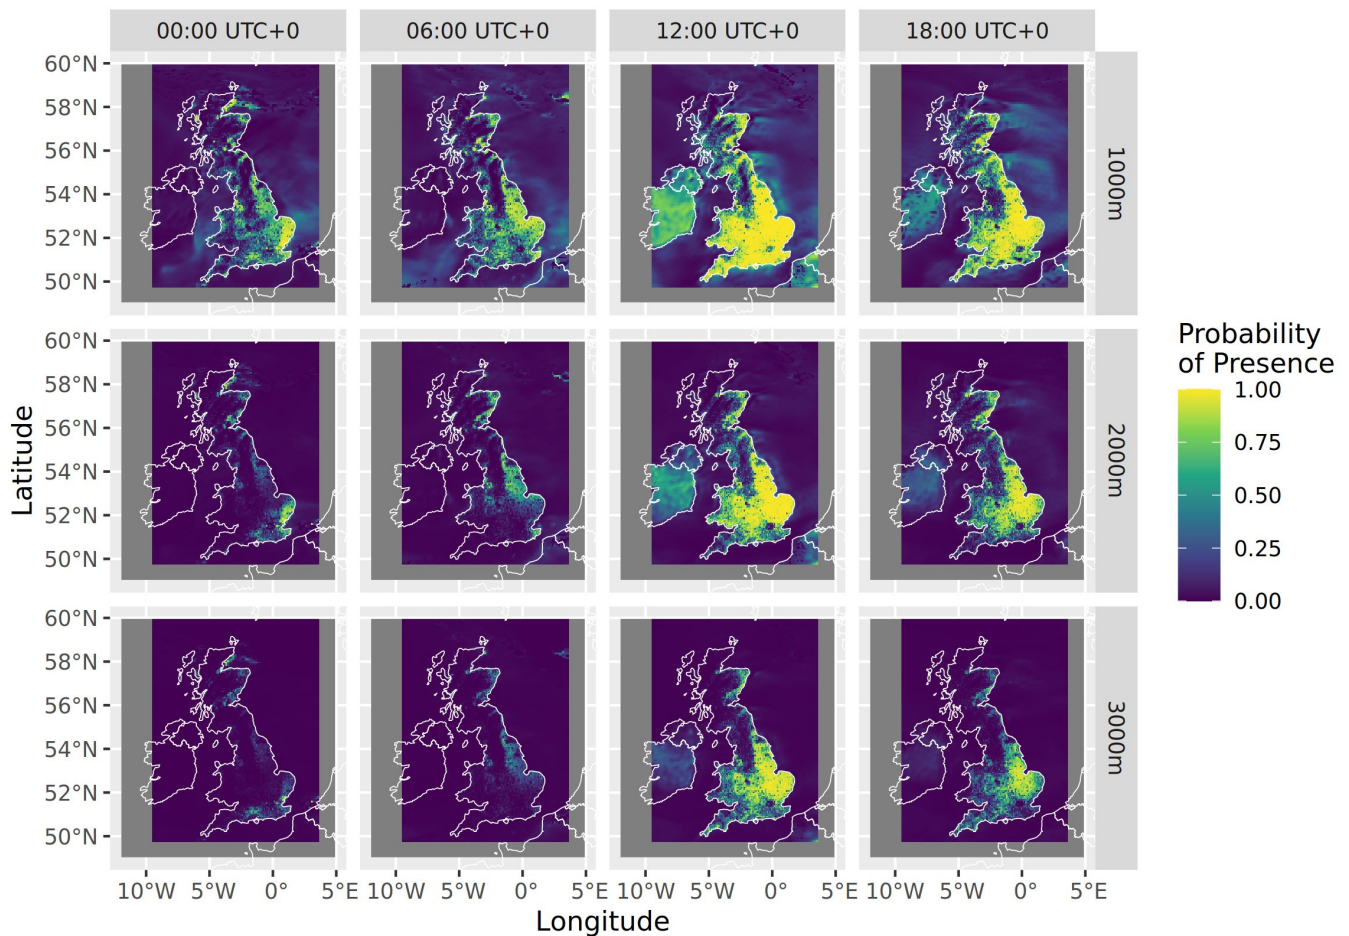 00:00 UTC+0
06:00 UTC+0
12:00 UTC+0
18:00 UTC+0
60°N
58°N
56°N
54°N
52°N
50°N
1000m
60°N
58°N
56°N
54°N
52°N
50°N
2000m
60°N
58°N
56°N
54°N
52°N
50°N
3000m
Latitude
10°W 5°W 0° 5°E
10°W 5°W 0° 5°E
10°W 5°W 0° 5°E
10°W 5°W 0° 5°E
Longitude
Probability
of Presence
1.00
0.75
0.50
0.25
0.00